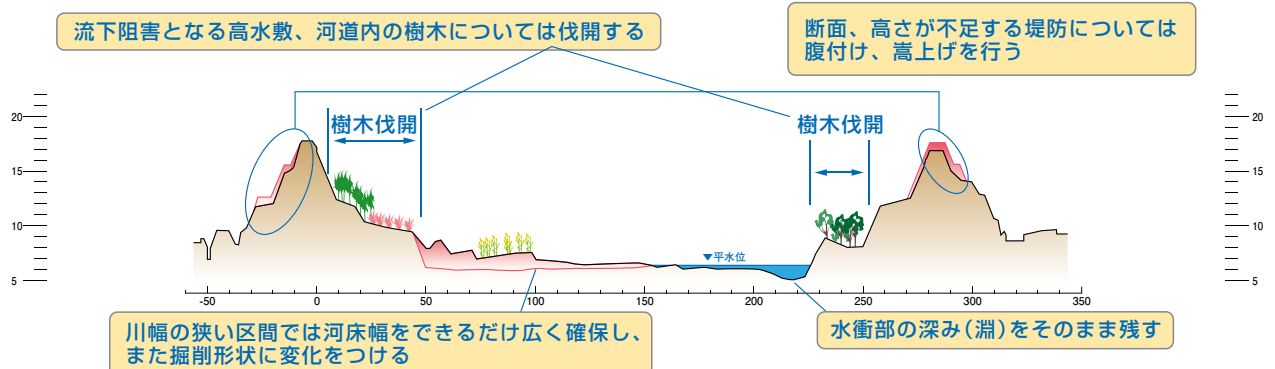 流下阻害となる高水敷、河道内の樹木については伐開する
断面、高さが不足する堤防については
腹付け、嵩上げを行う
樹木伐開
樹木伐開
20
15
10
5
20
15
10
5
▼平水位
-50 0 50 100 150 200 250 300 350
川幅の狭い区間では河床幅をできるだけ広く確保し、
また掘削形状に変化をつける
水衝部の深み(淵)をそのまま残す